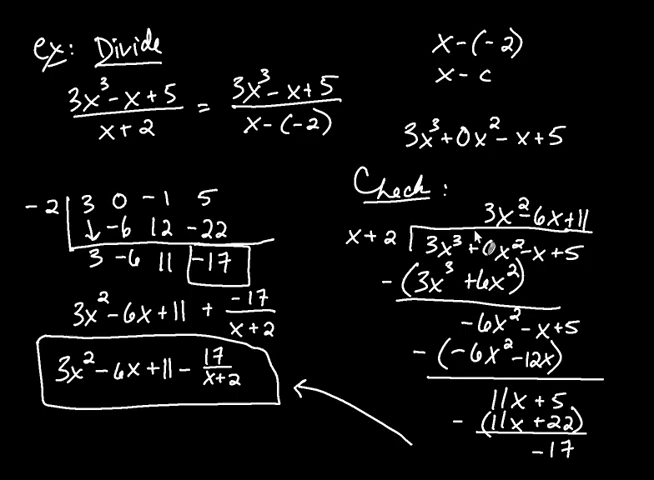 ex: Divide
(3x³ - x + 5)/(x + 2) = (3x³ - x + 5)/(x - (-2))
-2 | 3 0 -1 5
↓ -6 12 -22
3 -6 11 -17
3x² - 6x + 11 + -17/(x + 2)
3x² - 6x + 11 - 17/(x + 2)
x - (-2)
x - c
3x³ + 0x² - x + 5
Check:
3x² - 6x + 11
x + 2 | 3x³ + 0x² - x + 5
- (3x³ + 6x²)
-6x² - x + 5
- (-6x² - 12x)
11x + 5
- (11x + 22)
-17